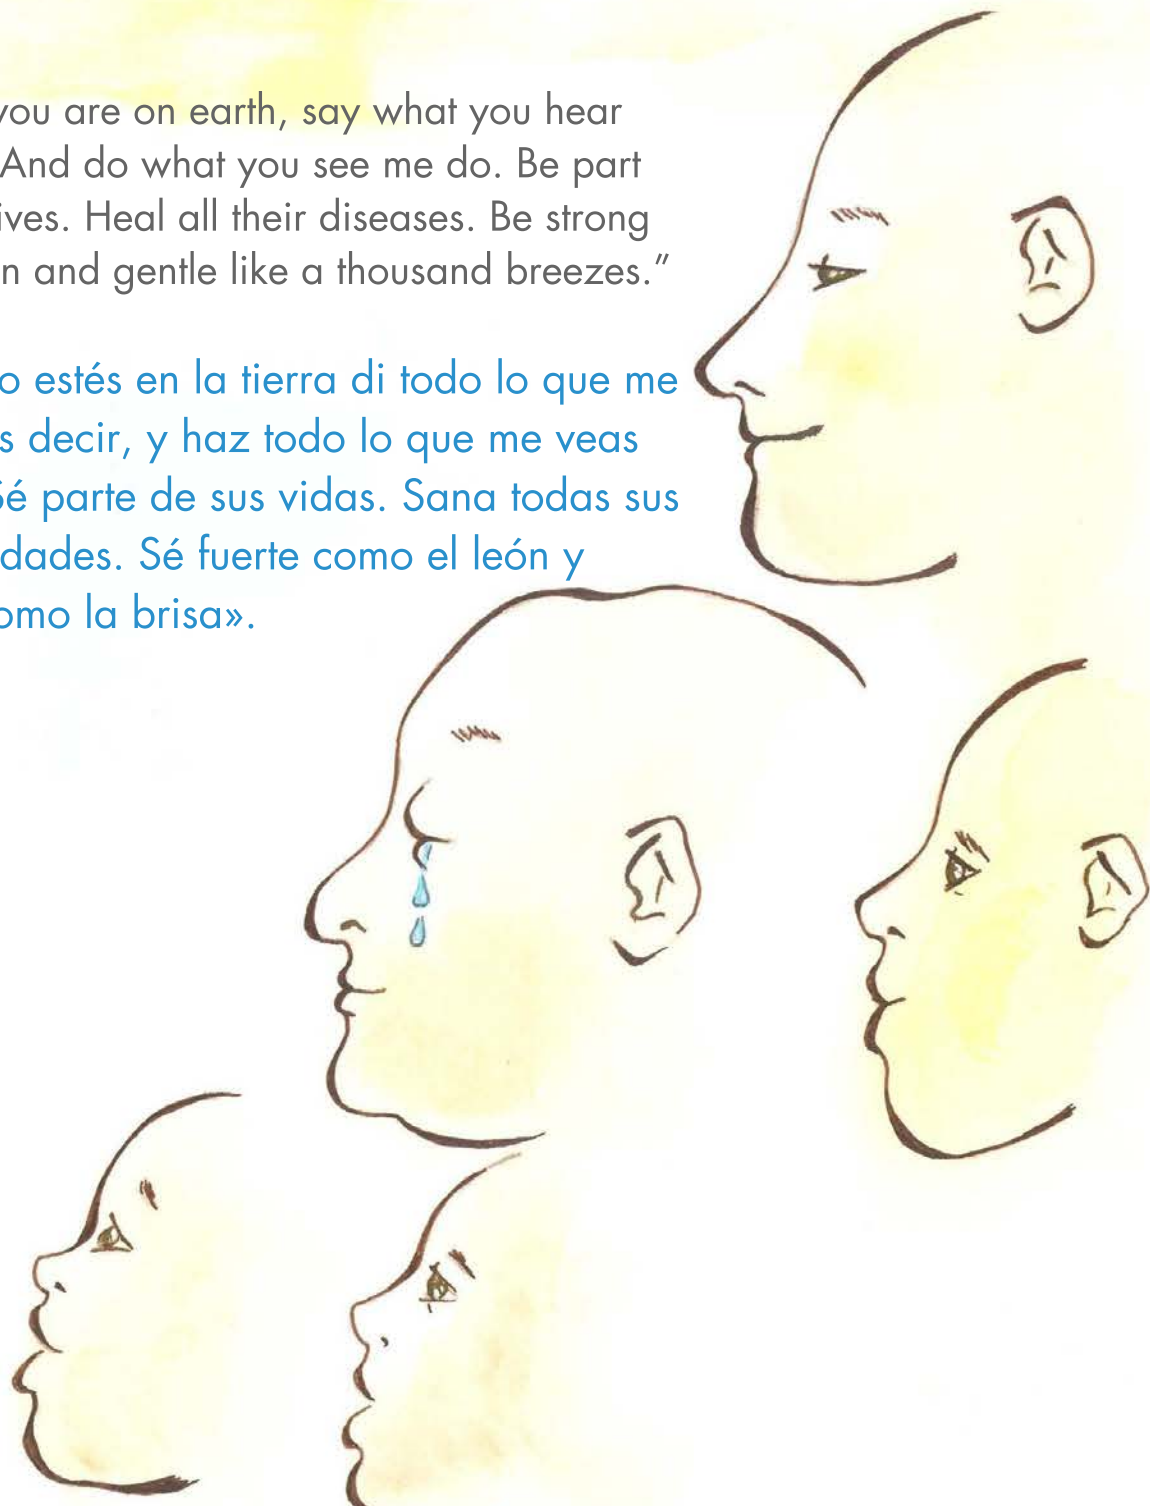 you are on earth, say what you hear
And do what you see me do. Be part
ives. Heal all their diseases. Be strong
n and gentle like a thousand breezes.”
o estés en la tierra di todo lo que me
s decir, y haz todo lo que me veas
Sé parte de sus vidas. Sana todas sus
dades. Sé fuerte como el león y
omo la brisa».